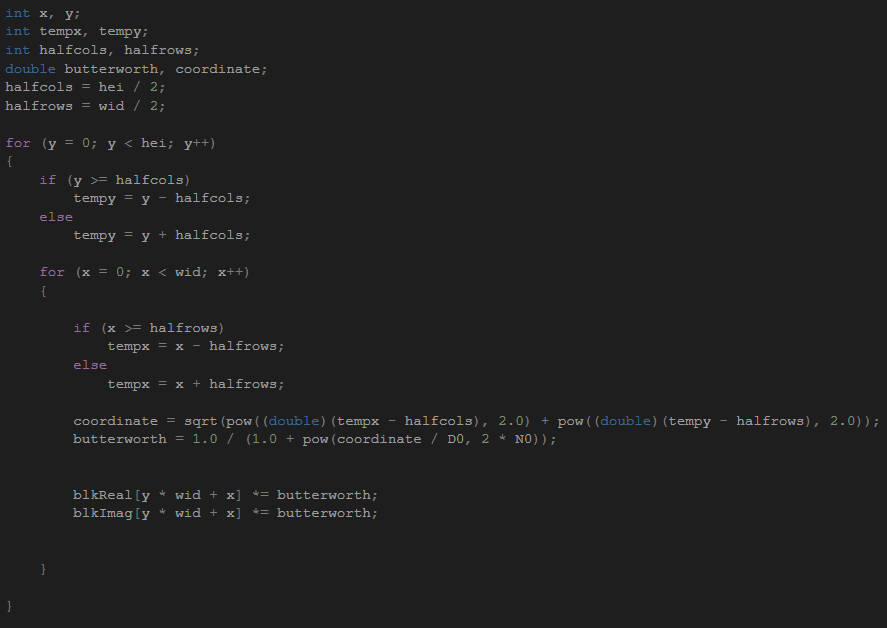 int x, y;
int tempx, tempy;
int halfcols, halfrows;
double butterworth, coordinate;
halfcols = hei / 2;
halfrows = wid / 2;

for (y = 0; y < hei; y++)
{
    if (y >= halfcols)
        tempy = y - halfcols;
    else
        tempy = y + halfcols;

    for (x = 0; x < wid; x++)
    {

        if (x >= halfrows)
            tempx = x - halfrows;
        else
            tempx = x + halfrows;

        coordinate = sqrt(pow((double)(tempx - halfcols), 2.0) + pow((double)(tempy - halfrows), 2.0));
        butterworth = 1.0 / (1.0 + pow(coordinate / D0, 2 * N0));


        blkReal[y * wid + x] *= butterworth;
        blkImag[y * wid + x] *= butterworth;


    }

}